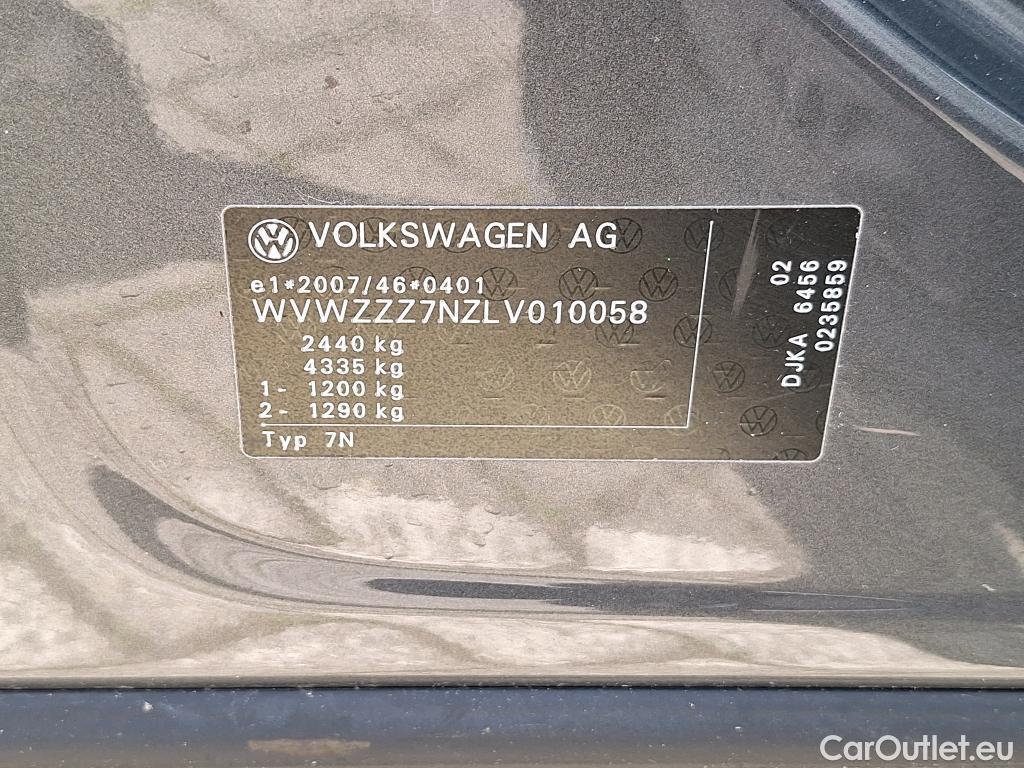 VOLKSWAGEN AG
e1*2007/46*0401
WVWZZZ7NZLV010058
2440 kg
4335 kg
1- 1200 kg
2- 1290 kg
Typ 7N
02
DJKA 6456
0235859
CarOutlet.eu